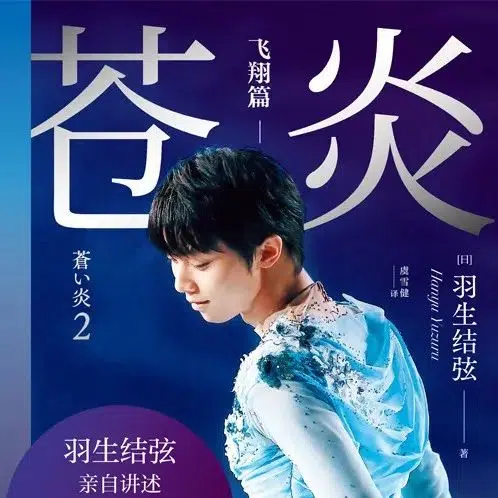 苍炎
飞翔篇
蒼い炎2
[日]羽生结弦 著
Hanyu Yuzuru
虞雪健 译
羽生结弦
亲自讲述